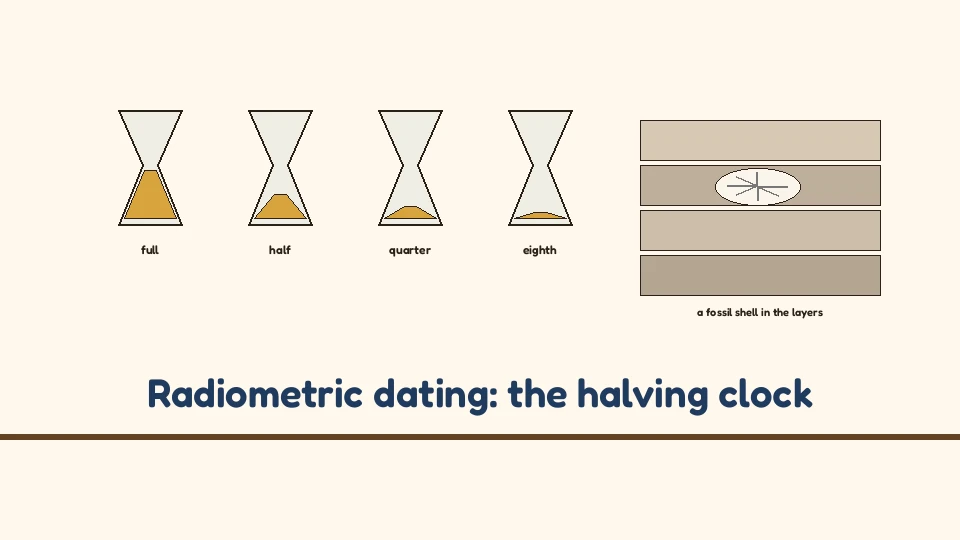 full
half
quarter
eighth
a fossil shell in the layers
Radiometric dating: the halving clock